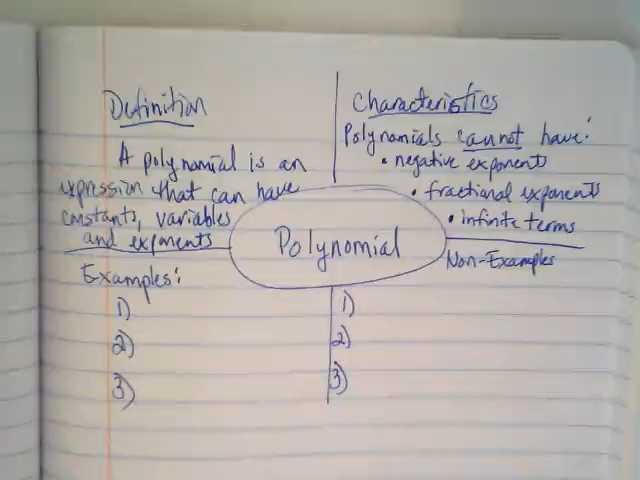 Definition
A polynomial is an
expression that can have
constants, variables
and exponents
Characteristics
Polynomials cannot have:
• negative exponents
• fractional exponents
• infinite terms
Polynomial
Examples:
1)
2)
3)
Non-Examples
1)
2)
3)